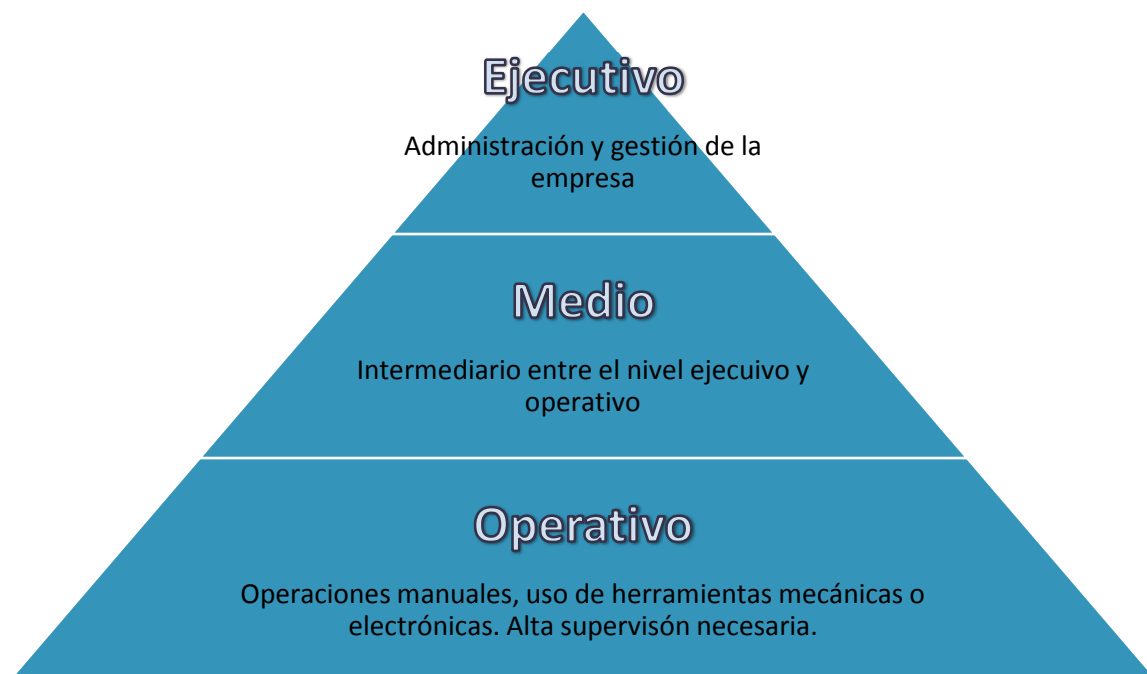 Ejecutivo
Administración y gestión de la
empresa
Medio
Intermediario entre el nivel ejecuivo y
operativo
Operativo
Operaciones manuales, uso de herramientas mecánicas o
electrónicas. Alta supervisón necesaria.